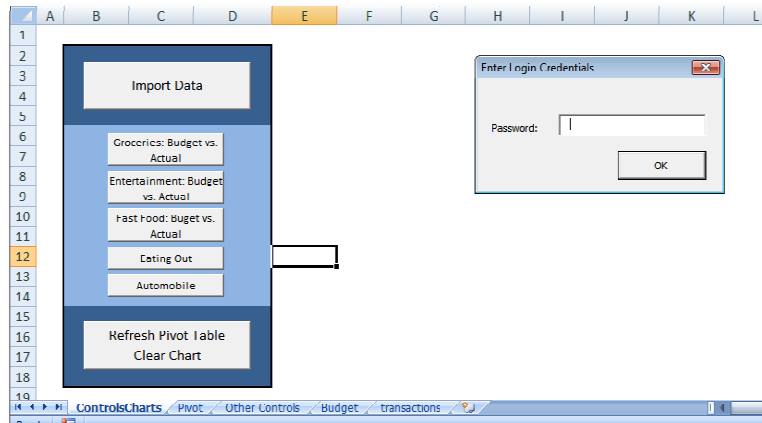 A B C D E F G H I J K L
1
2
3
4
5
6
7
8
9
10
11
12
13
14
15
16
17
18
19
Import Data
Groceries: Budget vs.
Actual
Entertainment: Budget
vs. Actual
Fast Food: Buget vs.
Actual
Eating Out
Automobile
Refresh Pivot Table
Clear Chart
Enter Login Credentials
Password:
OK
ControlsCharts Pivot Other Controls Budget transactions